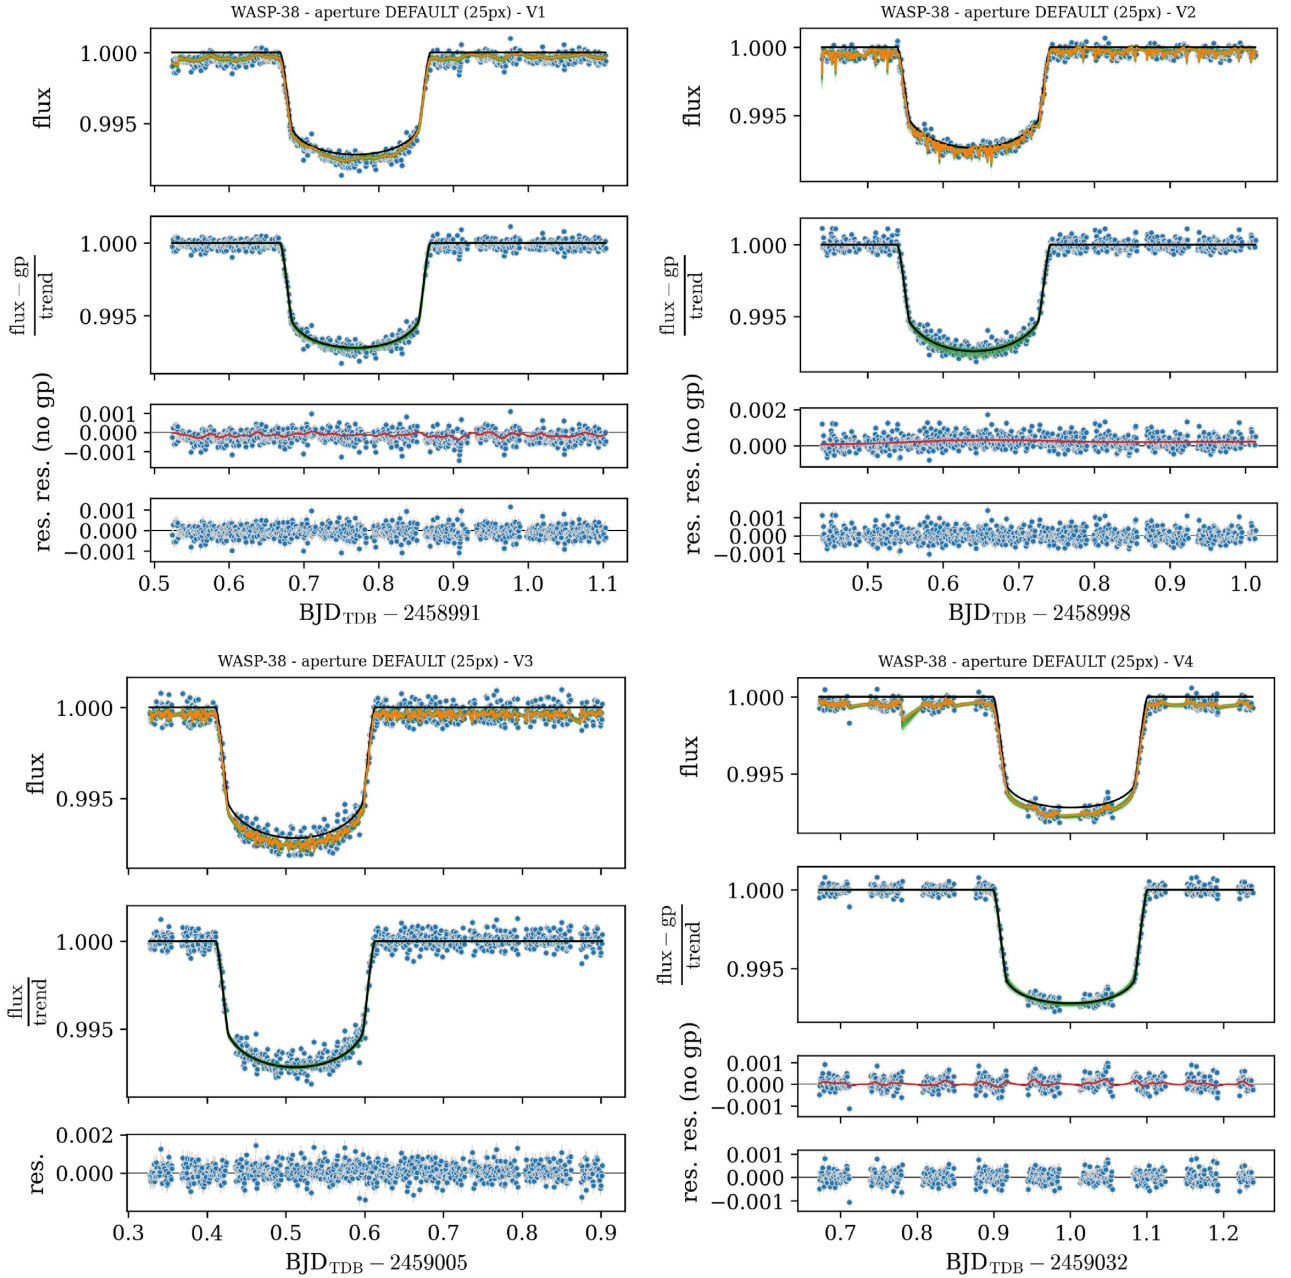 WASP-38 - aperture DEFAULT (25px) - V1
flux
1.000
0.995
flux − gp
trend
1.000
0.995
res. (no gp)
0.001
0.000
−0.001
res.
0.001
0.000
−0.001
0.5 0.6 0.7 0.8 0.9 1.0 1.1
BJDTDB − 2458991
WASP-38 - aperture DEFAULT (25px) - V2
flux
1.000
0.995
flux − gp
trend
1.000
0.995
res. (no gp)
0.002
0.000
res.
0.001
0.000
−0.001
0.5 0.6 0.7 0.8 0.9 1.0
BJDTDB − 2458998
WASP-38 - aperture DEFAULT (25px) - V3
flux
1.000
0.995
flux
trend
1.000
0.995
res.
0.002
0.000
0.3 0.4 0.5 0.6 0.7 0.8 0.9
BJDTDB − 2459005
WASP-38 - aperture DEFAULT (25px) - V4
flux
1.000
0.995
flux − gp
trend
1.000
0.995
res. (no gp)
0.001
0.000
−0.001
res.
0.001
0.000
−0.001
0.7 0.8 0.9 1.0 1.1 1.2
BJDTDB − 2459032